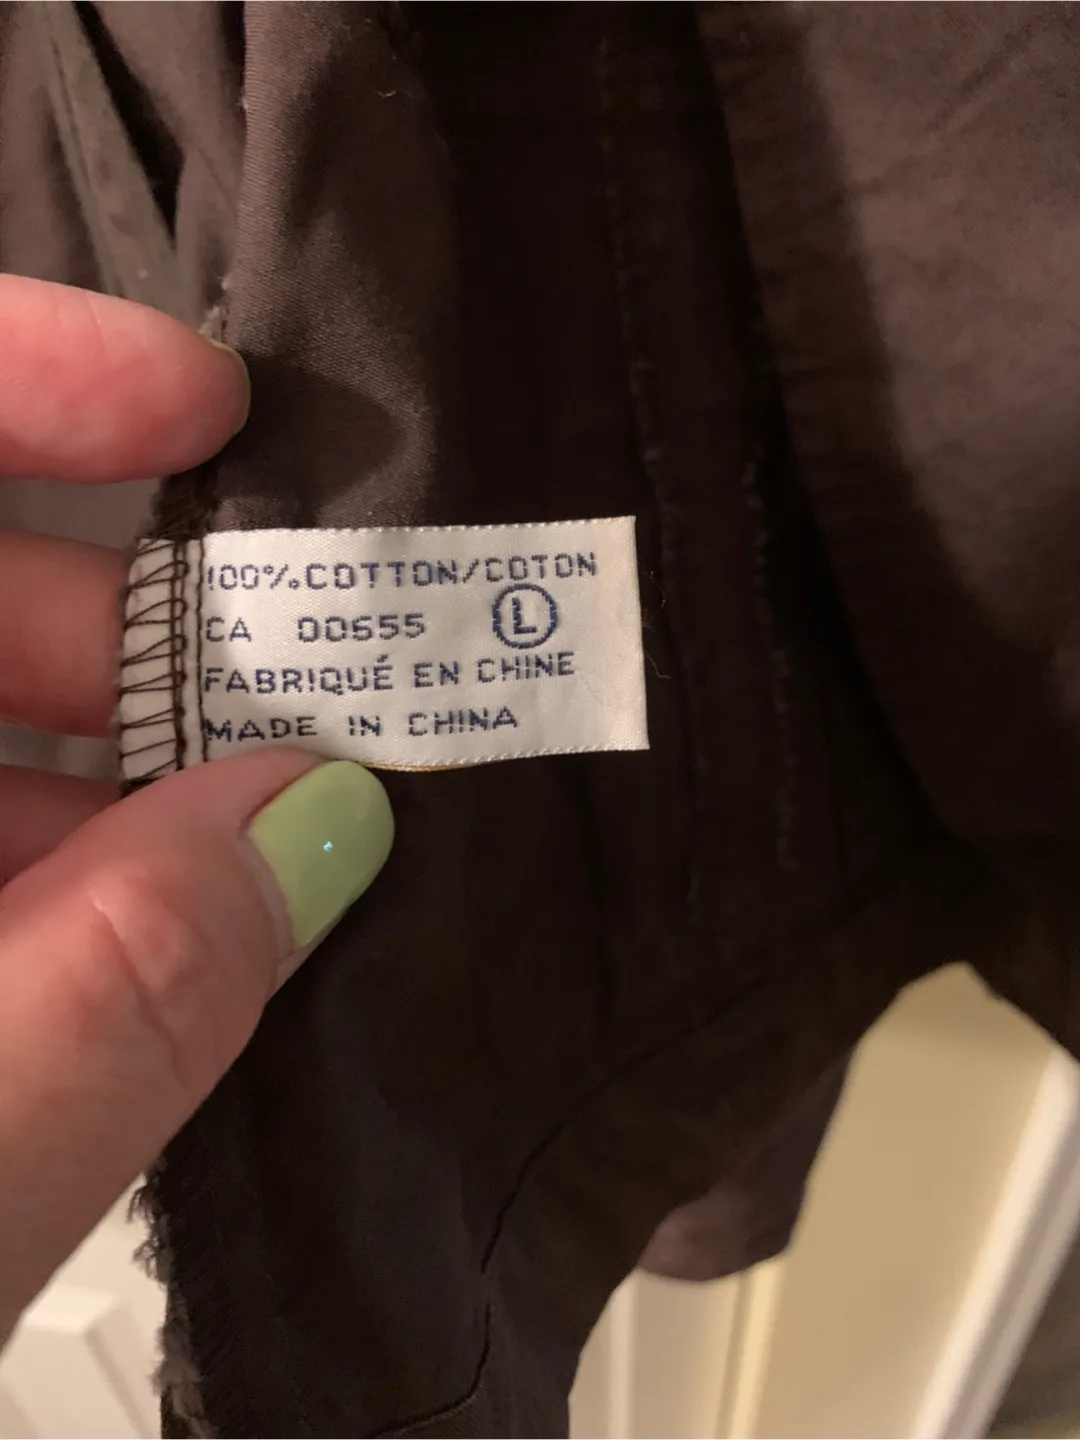 100%.COTTON/COTON
CA 00555 L
FABRIQUÉ EN CHINE
MADE IN CHINA